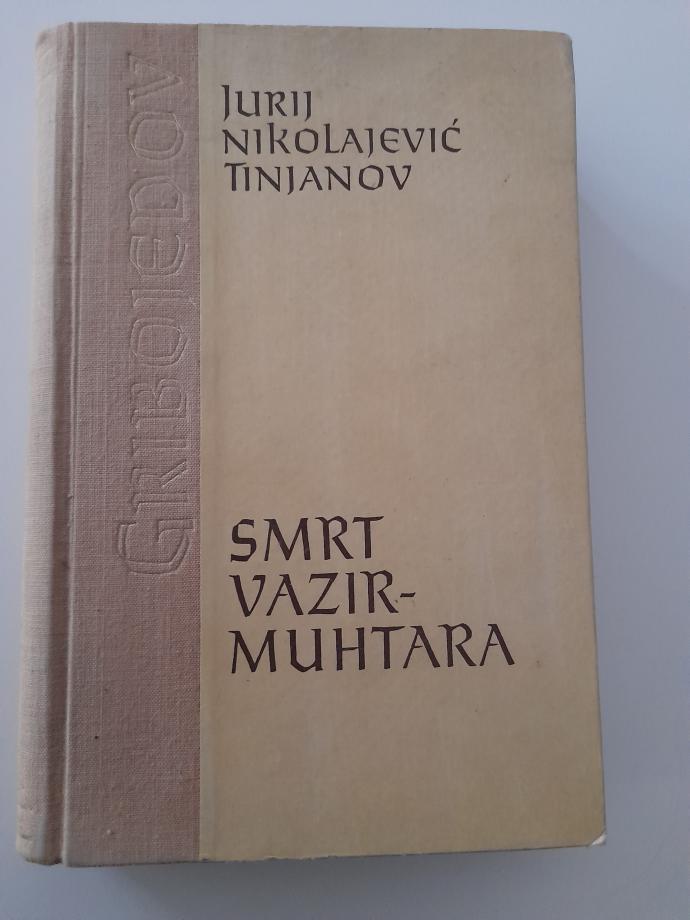 JURIJ
NIKOLAJEVIĆ
TINJANOV
SMRT
VAZIR-
MUHTARA
GRIBOJEDOV